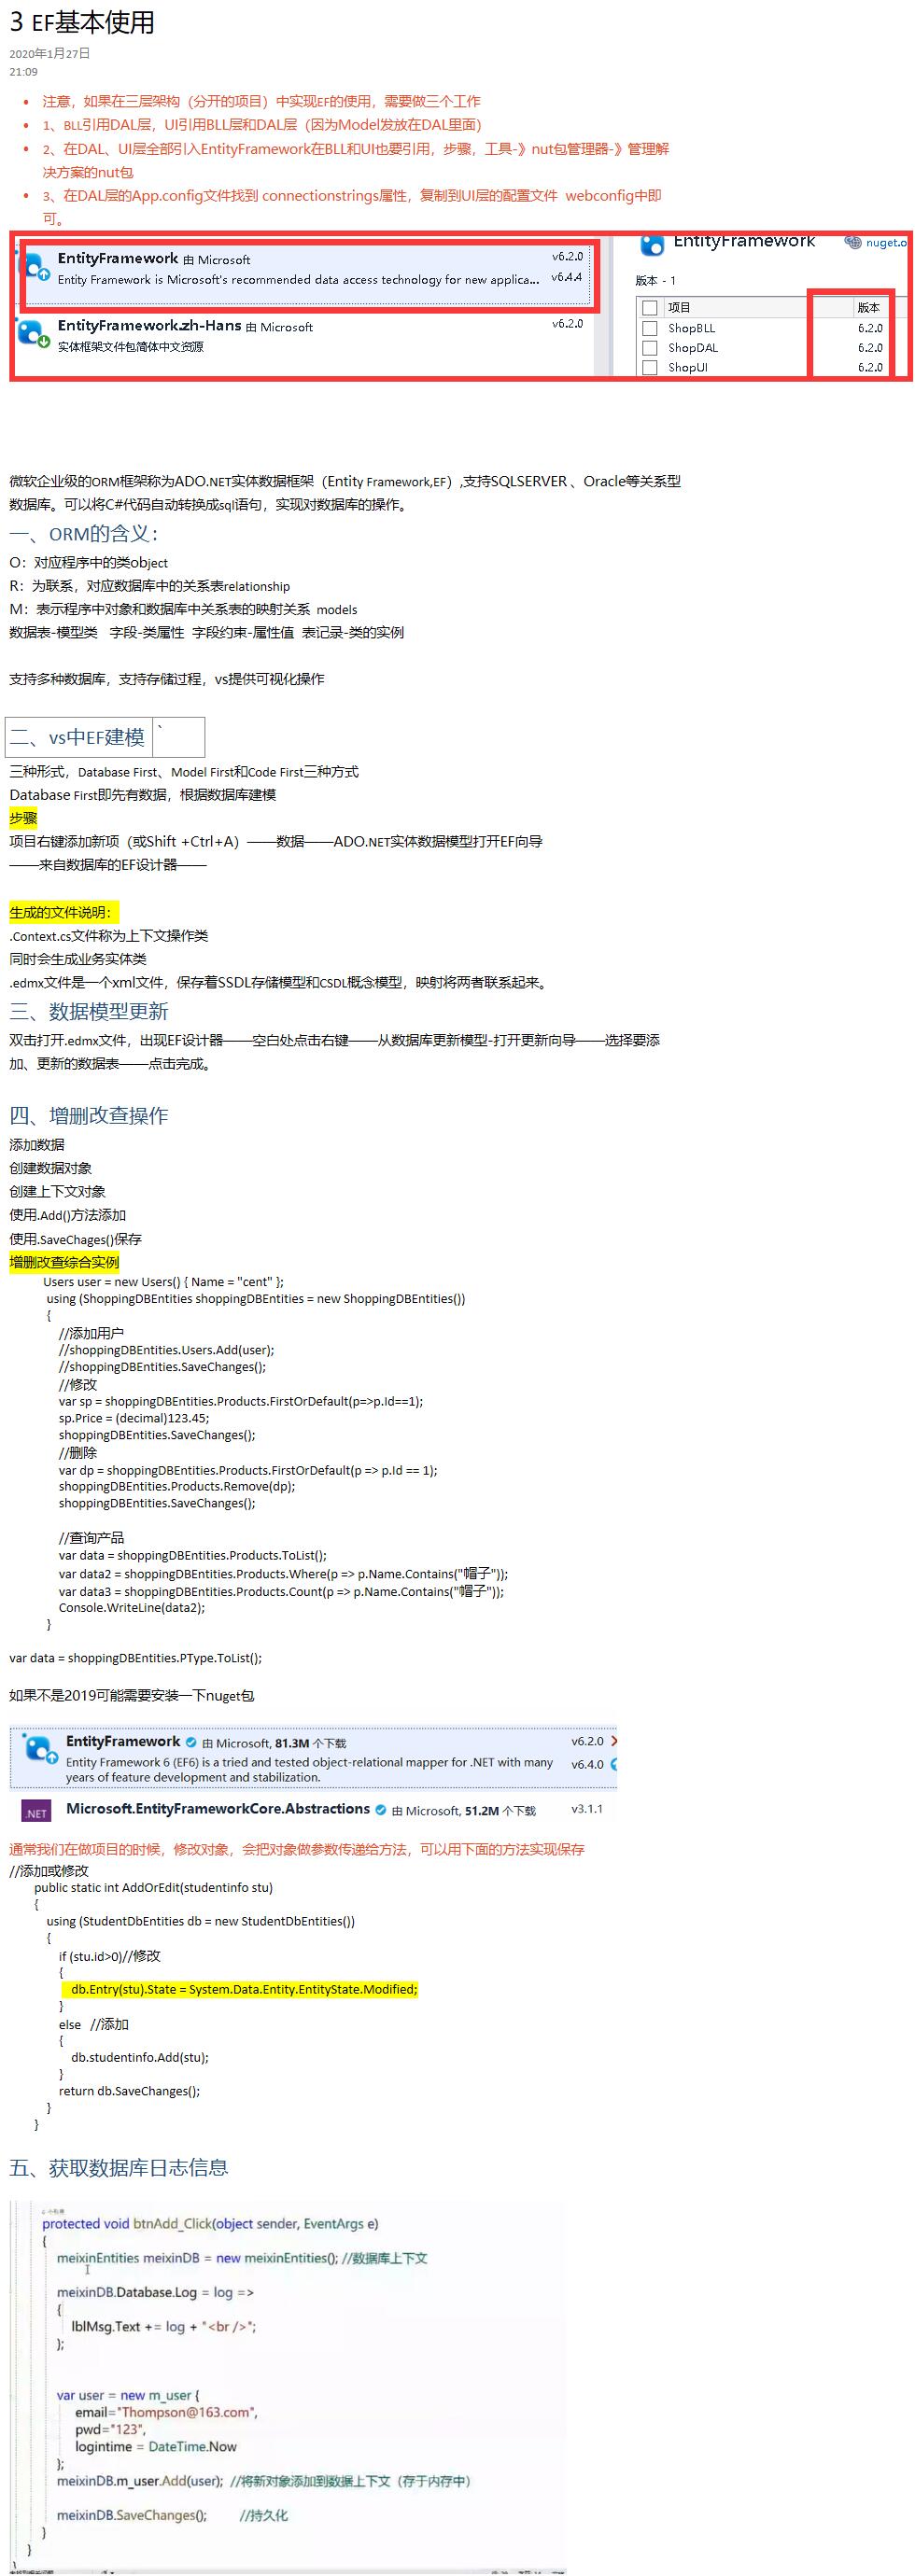 3 EF基本使用
2020年1月27日
21:09
• 注意，如果在三层架构（分开的项目）中实现EF的使用，需要做三个工作
• 1、BLL引用DAL层，UI引用BLL层和DAL层（因为Model发放在DAL里面）
• 2、在DAL、UI层全部引入EntityFramework在BLL和UI也要引用，步骤，工具-》nut包管理器-》管理解
决方案的nut包
• 3、在DAL层的App.config文件找到 connectionstrings属性，复制到UI层的配置文件 webconfig中即
可。
EntityFramework 由 Microsoft v6.2.0
Entity Framework is Microsoft's recommended data access technology for new applica... v6.4.4
EntityFramework.zh-Hans 由 Microsoft v6.2.0
实体框架文件包简体中文资源
EntityFramework nuget.o
版本 - 1
项目 版本
ShopBLL 6.2.0
ShopDAL 6.2.0
ShopUI 6.2.0
微软企业级的ORM框架称为ADO.NET实体数据框架（Entity Framework,EF）,支持SQLSERVER 、Oracle等关系型
数据库。可以将C#代码自动转换成sql语句，实现对数据库的操作。
一、ORM的含义：
O：对应程序中的类object
R：为联系，对应数据库中的关系表relationship
M：表示程序中对象和数据库中关系表的映射关系 models
数据表-模型类 字段-类属性 字段约束-属性值 表记录-类的实例
支持多种数据库，支持存储过程，vs提供可视化操作
二、vs中EF建模 `
三种形式，Database First、Model First和Code First三种方式
Database First即先有数据，根据数据库建模
步骤
项目右键添加新项（或Shift +Ctrl+A）——数据——ADO.NET实体数据模型打开EF向导
——来自数据库的EF设计器——
生成的文件说明：
.Context.cs文件称为上下文操作类
同时会生成业务实体类
.edmx文件是一个xml文件，保存着SSDL存储模型和CSDL概念模型，映射将两者联系起来。
三、数据模型更新
双击打开.edmx文件，出现EF设计器——空白处点击右键——从数据库更新模型-打开更新向导——选择要添
加、更新的数据表——点击完成。
四、增删改查操作
添加数据
创建数据对象
创建上下文对象
使用.Add()方法添加
使用.SaveChages()保存
增删改查综合实例
Users user = new Users() { Name = "cent" };
using (ShoppingDBEntities shoppingDBEntities = new ShoppingDBEntities())
{
//添加用户
//shoppingDBEntities.Users.Add(user);
//shoppingDBEntities.SaveChanges();
//修改
var sp = shoppingDBEntities.Products.FirstOrDefault(p=>p.Id==1);
sp.Price = (decimal)123.45;
shoppingDBEntities.SaveChanges();
//删除
var dp = shoppingDBEntities.Products.FirstOrDefault(p => p.Id == 1);
shoppingDBEntities.Products.Remove(dp);
shoppingDBEntities.SaveChanges();
//查询产品
var data = shoppingDBEntities.Products.ToList();
var data2 = shoppingDBEntities.Products.Where(p => p.Name.Contains("帽子"));
var data3 = shoppingDBEntities.Products.Count(p => p.Name.Contains("帽子"));
Console.WriteLine(data2);
}
var data = shoppingDBEntities.PType.ToList();
如果不是2019可能需要安装一下nuget包
EntityFramework 由 Microsoft, 81.3M 个下载 v6.2.0
Entity Framework 6 (EF6) is a tried and tested object-relational mapper for .NET with many v6.4.0
years of feature development and stabilization.
.NET Microsoft.EntityFrameworkCore.Abstractions 由 Microsoft, 51.2M 个下载 v3.1.1
通常我们在做项目的时候，修改对象，会把对象做参数传递给方法，可以用下面的方法实现保存
//添加或修改
public static int AddOrEdit(studentinfo stu)
{
using (StudentDbEntities db = new StudentDbEntities())
{
if (stu.id>0)//修改
{
db.Entry(stu).State = System.Data.Entity.EntityState.Modified;
}
else //添加
{
db.studentinfo.Add(stu);
}
return db.SaveChanges();
}
}
五、获取数据库日志信息
protected void btnAdd_Click(object sender, EventArgs e)
{
meixinEntities meixinDB = new meixinEntities(); //数据库上下文
meixinDB.Database.Log = log =>
{
lblMsg.Text += log + "<br />";
};
var user = new m_user {
email="Thompson@163.com",
pwd="123",
logintime = DateTime.Now
};
meixinDB.m_user.Add(user); //将新对象添加到数据上下文（存于内存中）
meixinDB.SaveChanges(); //持久化
}
}
}